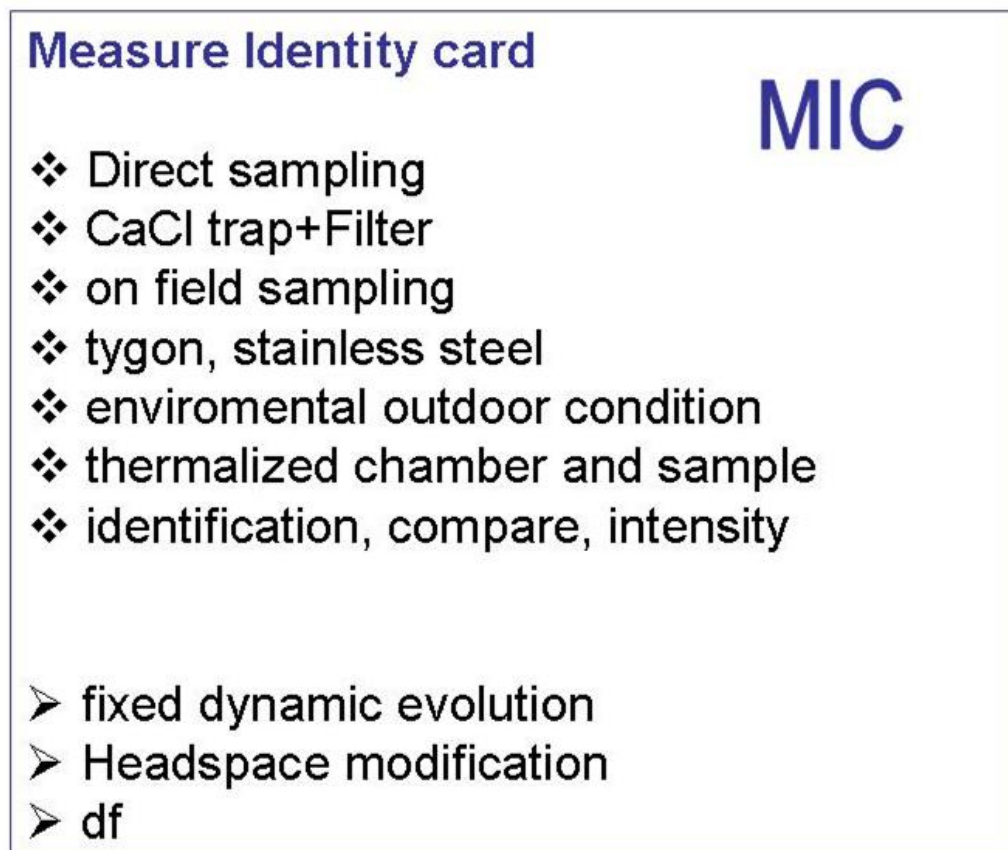 Measure Identity card
MIC
❖ Direct sampling
❖ CaCl trap+Filter
❖ on field sampling
❖ tygon, stainless steel
❖ enviromental outdoor condition
❖ thermalized chamber and sample
❖ identification, compare, intensity
➢ fixed dynamic evolution
➢ Headspace modification
➢ df